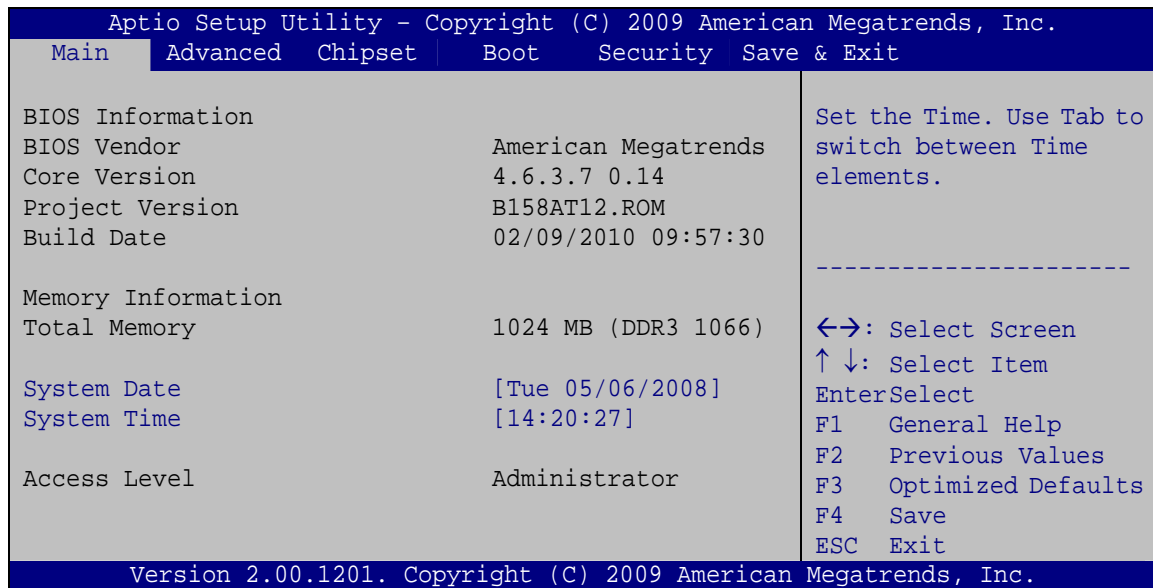 Aptio Setup Utility – Copyright (C) 2009 American Megatrends, Inc.
Main Advanced Chipset Boot Security Save & Exit
BIOS Information
BIOS Vendor American Megatrends
Core Version 4.6.3.7 0.14
Project Version B158AT12.ROM
Build Date 02/09/2010 09:57:30
Memory Information
Total Memory 1024 MB (DDR3 1066)
System Date [Tue 05/06/2008]
System Time [14:20:27]
Access Level Administrator
Set the Time. Use Tab to
switch between Time
elements.
----------------------
←→: Select Screen
↑ ↓: Select Item
EnterSelect
F1 General Help
F2 Previous Values
F3 Optimized Defaults
F4 Save
ESC Exit
Version 2.00.1201. Copyright (C) 2009 American Megatrends, Inc.